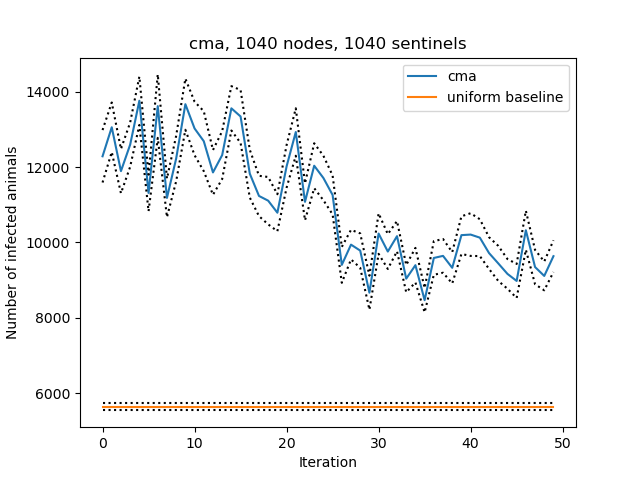 cma, 1040 nodes, 1040 sentinels
cma
uniform baseline
Number of infected animals
14000
12000
10000
8000
6000
0 10 20 30 40 50
Iteration